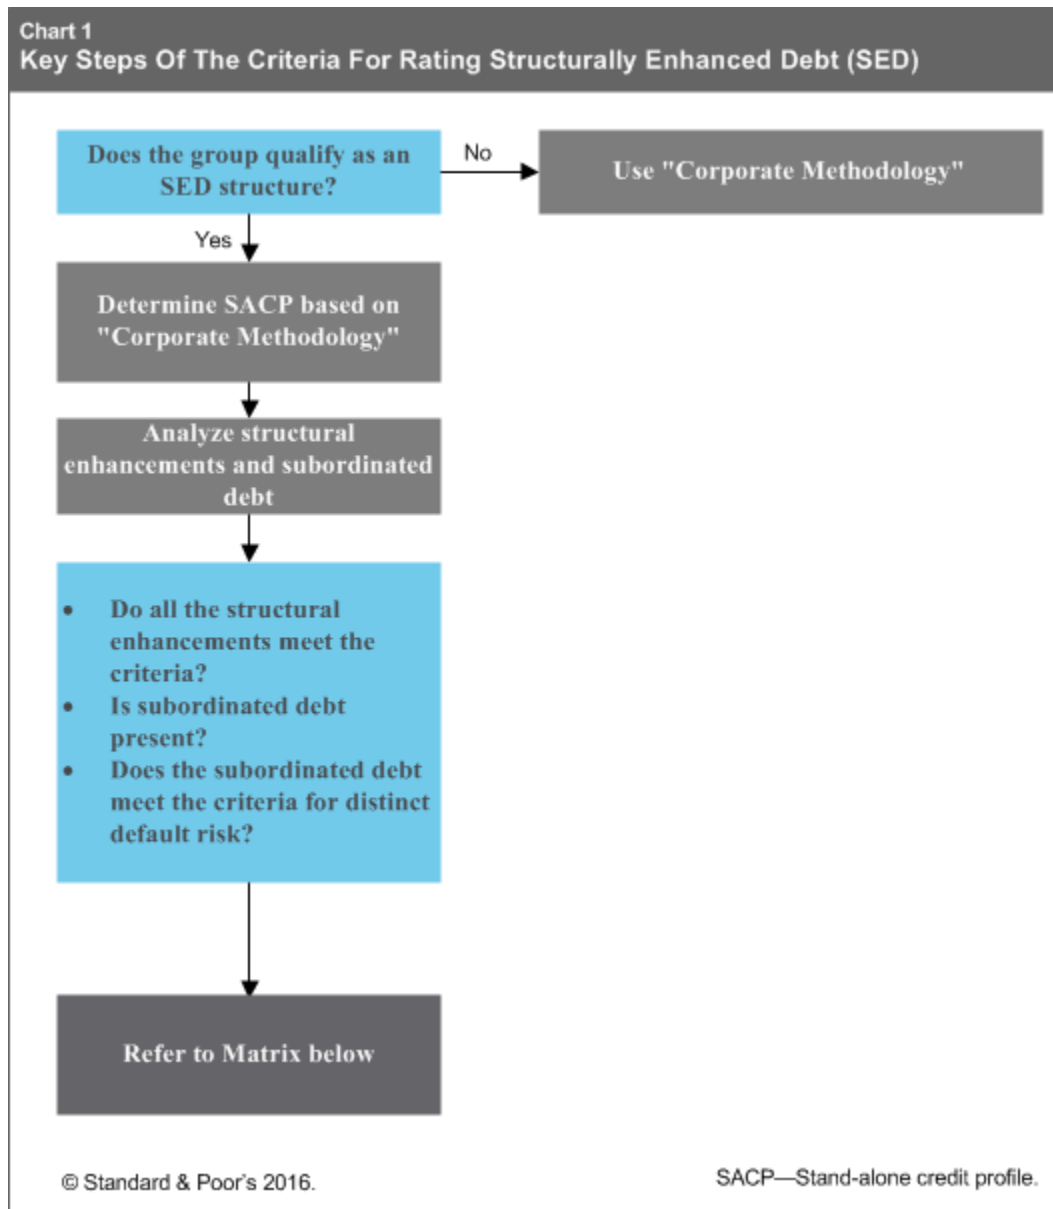 Chart 1
Key Steps Of The Criteria For Rating Structurally Enhanced Debt (SED)
Does the group qualify as an
SED structure?
No
Use "Corporate Methodology"
Yes
Determine SACP based on
"Corporate Methodology"
Analyze structural
enhancements and subordinated
debt
• Do all the structural
enhancements meet the
criteria?
• Is subordinated debt
present?
• Does the subordinated debt
meet the criteria for distinct
default risk?
Refer to Matrix below
© Standard & Poor's 2016.
SACP—Stand-alone credit profile.